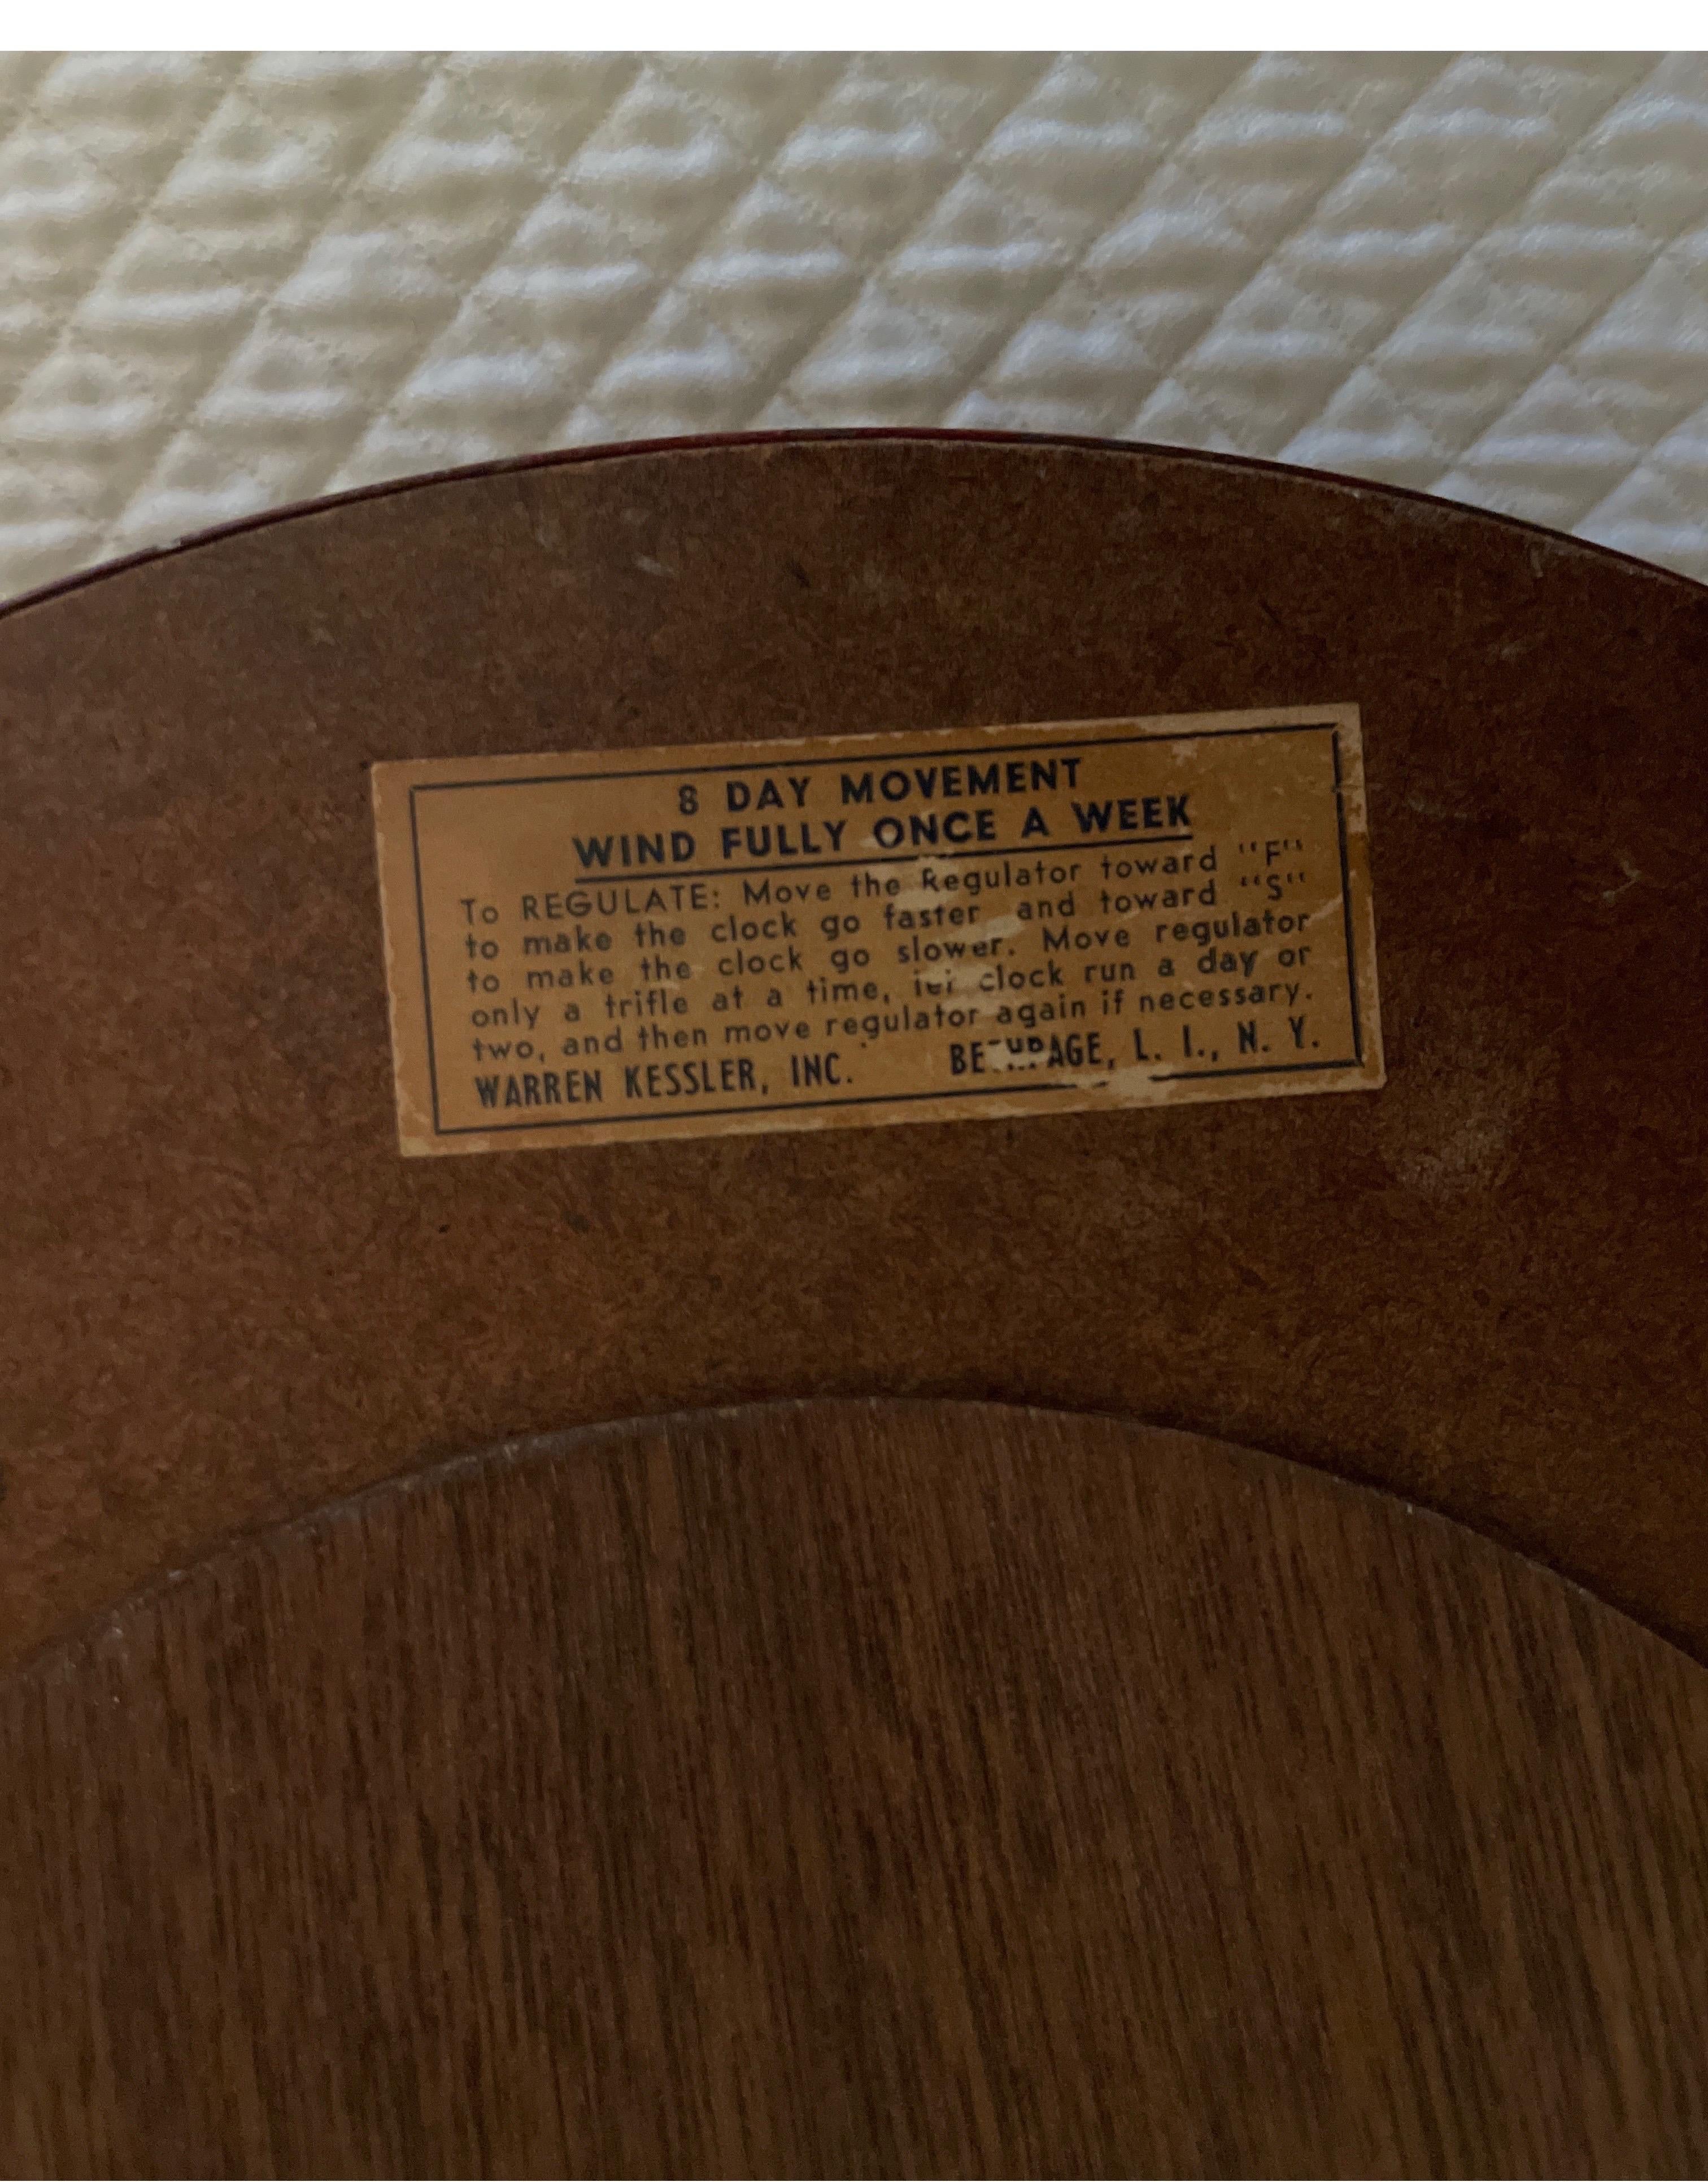 8 DAY MOVEMENT
WIND FULLY ONCE A WEEK
To REGULATE: Move the Regulator toward "F"
to make the clock go faster and toward "S"
to make the clock go slower. Move regulator
only a trifle at a time, let clock run a day or
two, and then move regulator again if necessary.
WARREN KESSLER, INC. BETHPAGE, L. I., N. Y.